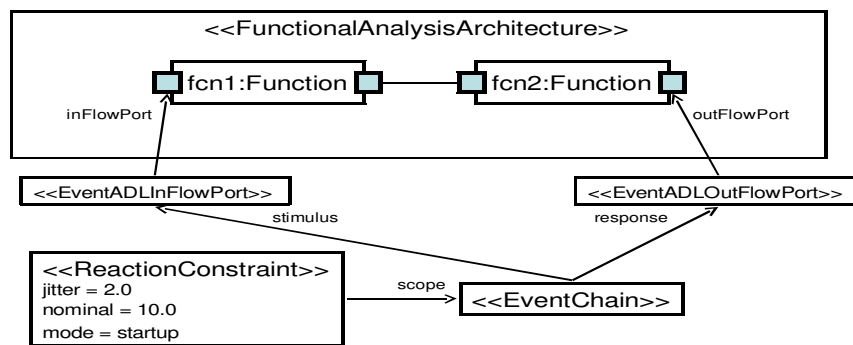 <<FunctionalAnalysisArchitecture>>
fcn1:Function
fcn2:Function
inFlowPort
outFlowPort
<<EventADLInFlowPort>>
<<EventADLOutFlowPort>>
stimulus
response
<<ReactionConstraint>>
jitter = 2.0
nominal = 10.0
mode = startup
scope
<<EventChain>>